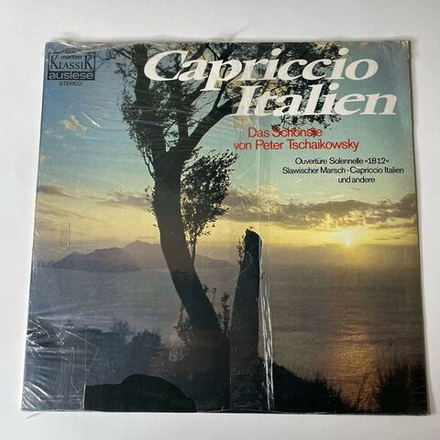 maritim
KLASSIK
auslese
STEREO
Capriccio
Italien
Das Schönste
von Peter Tschaikowsky
Ouvertüre Solennelle »1812«
Slawischer Marsch · Capriccio Italien
und andere